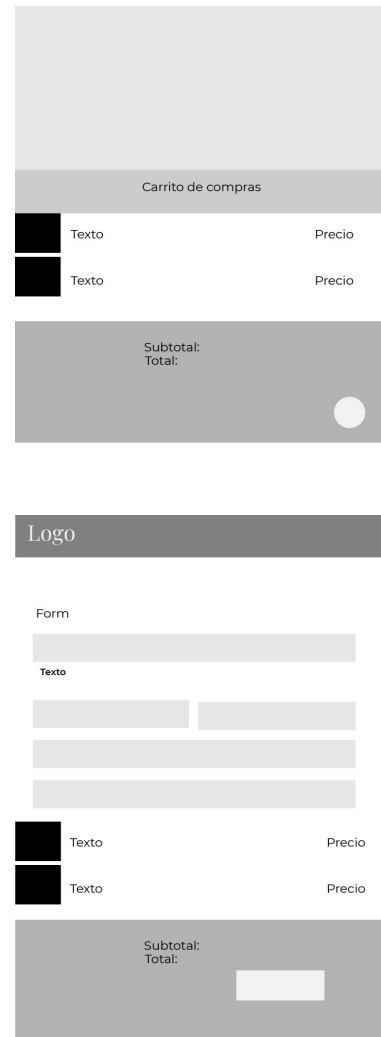 Carrito de compras
Texto Precio
Texto Precio
Subtotal:
Total:
Logo
Form
Texto
Texto Precio
Texto Precio
Subtotal:
Total: